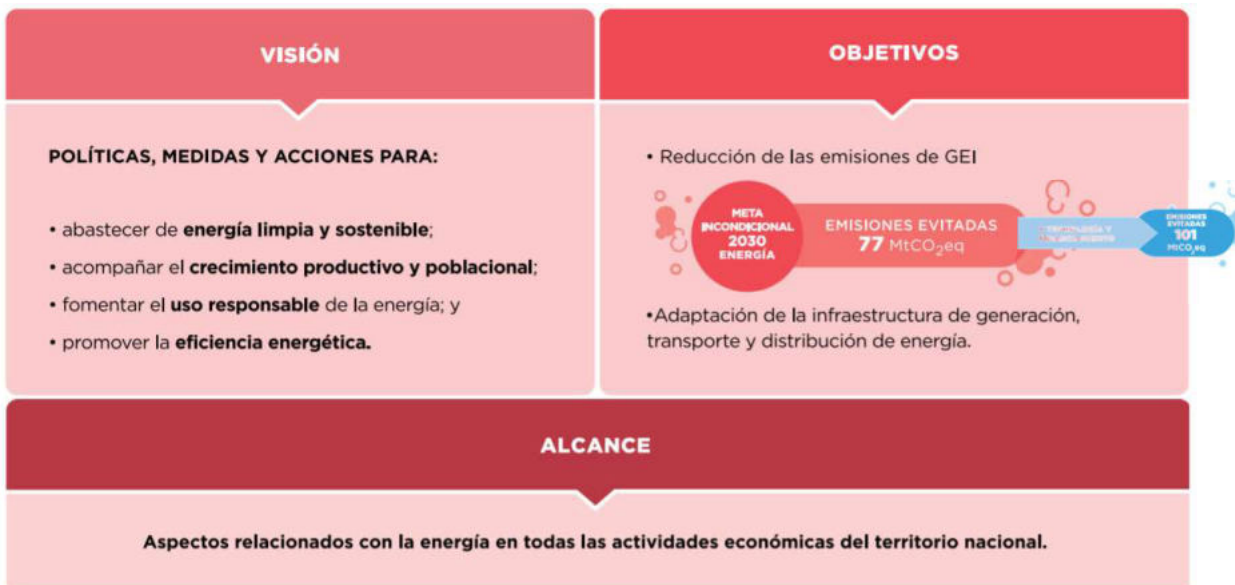 VISIÓN
POLÍTICAS, MEDIDAS Y ACCIONES PARA:
• abastecer de energía limpia y sostenible;
• acompañar el crecimiento productivo y poblacional;
• fomentar el uso responsable de la energía; y
• promover la eficiencia energética.
OBJETIVOS
• Reducción de las emisiones de GEI
META
INCONDICIONAL
2030
ENERGÍA
EMISIONES EVITADAS
77 MtCO₂eq
EMISIONES
EVITADAS
101
MtCO₂eq
•Adaptación de la infraestructura de generación,
transporte y distribución de energía.
ALCANCE
Aspectos relacionados con la energía en todas las actividades económicas del territorio nacional.